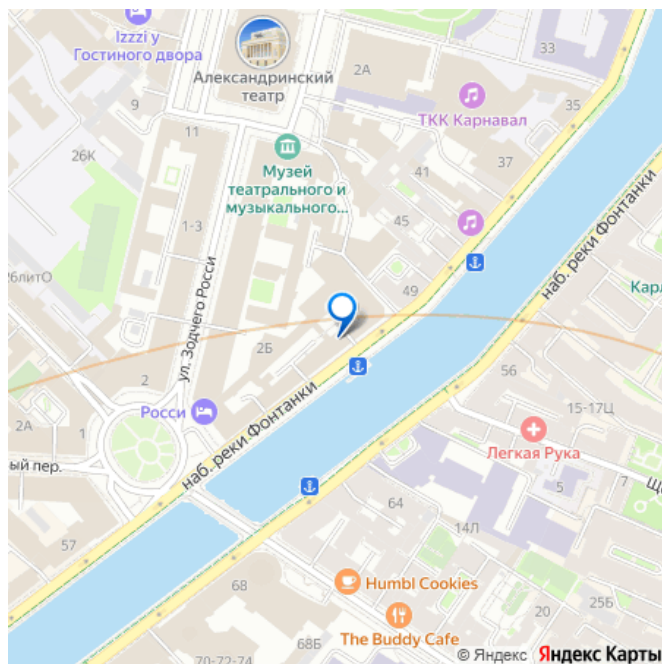 Izzzi у
Гостиного двора
33
Александринский
театр
2А
35
9
ТКК Карнавал
11
26К
37
Музей
театрального и
музыкального...
41
наб. реки Фонтанки
1-3
45
ул. Зодчего Росси
49
Карл
2Б
56
2
15-17Ц
2А
1
Росси
Легкая Рука
наб. реки Фонтанки
ый пер.
5
7
64
14Л
57
Humbl Cookies
68
20
25Б
The Buddy Cafe
68Б
70-72-74
© Яндекс Яндекс Карты